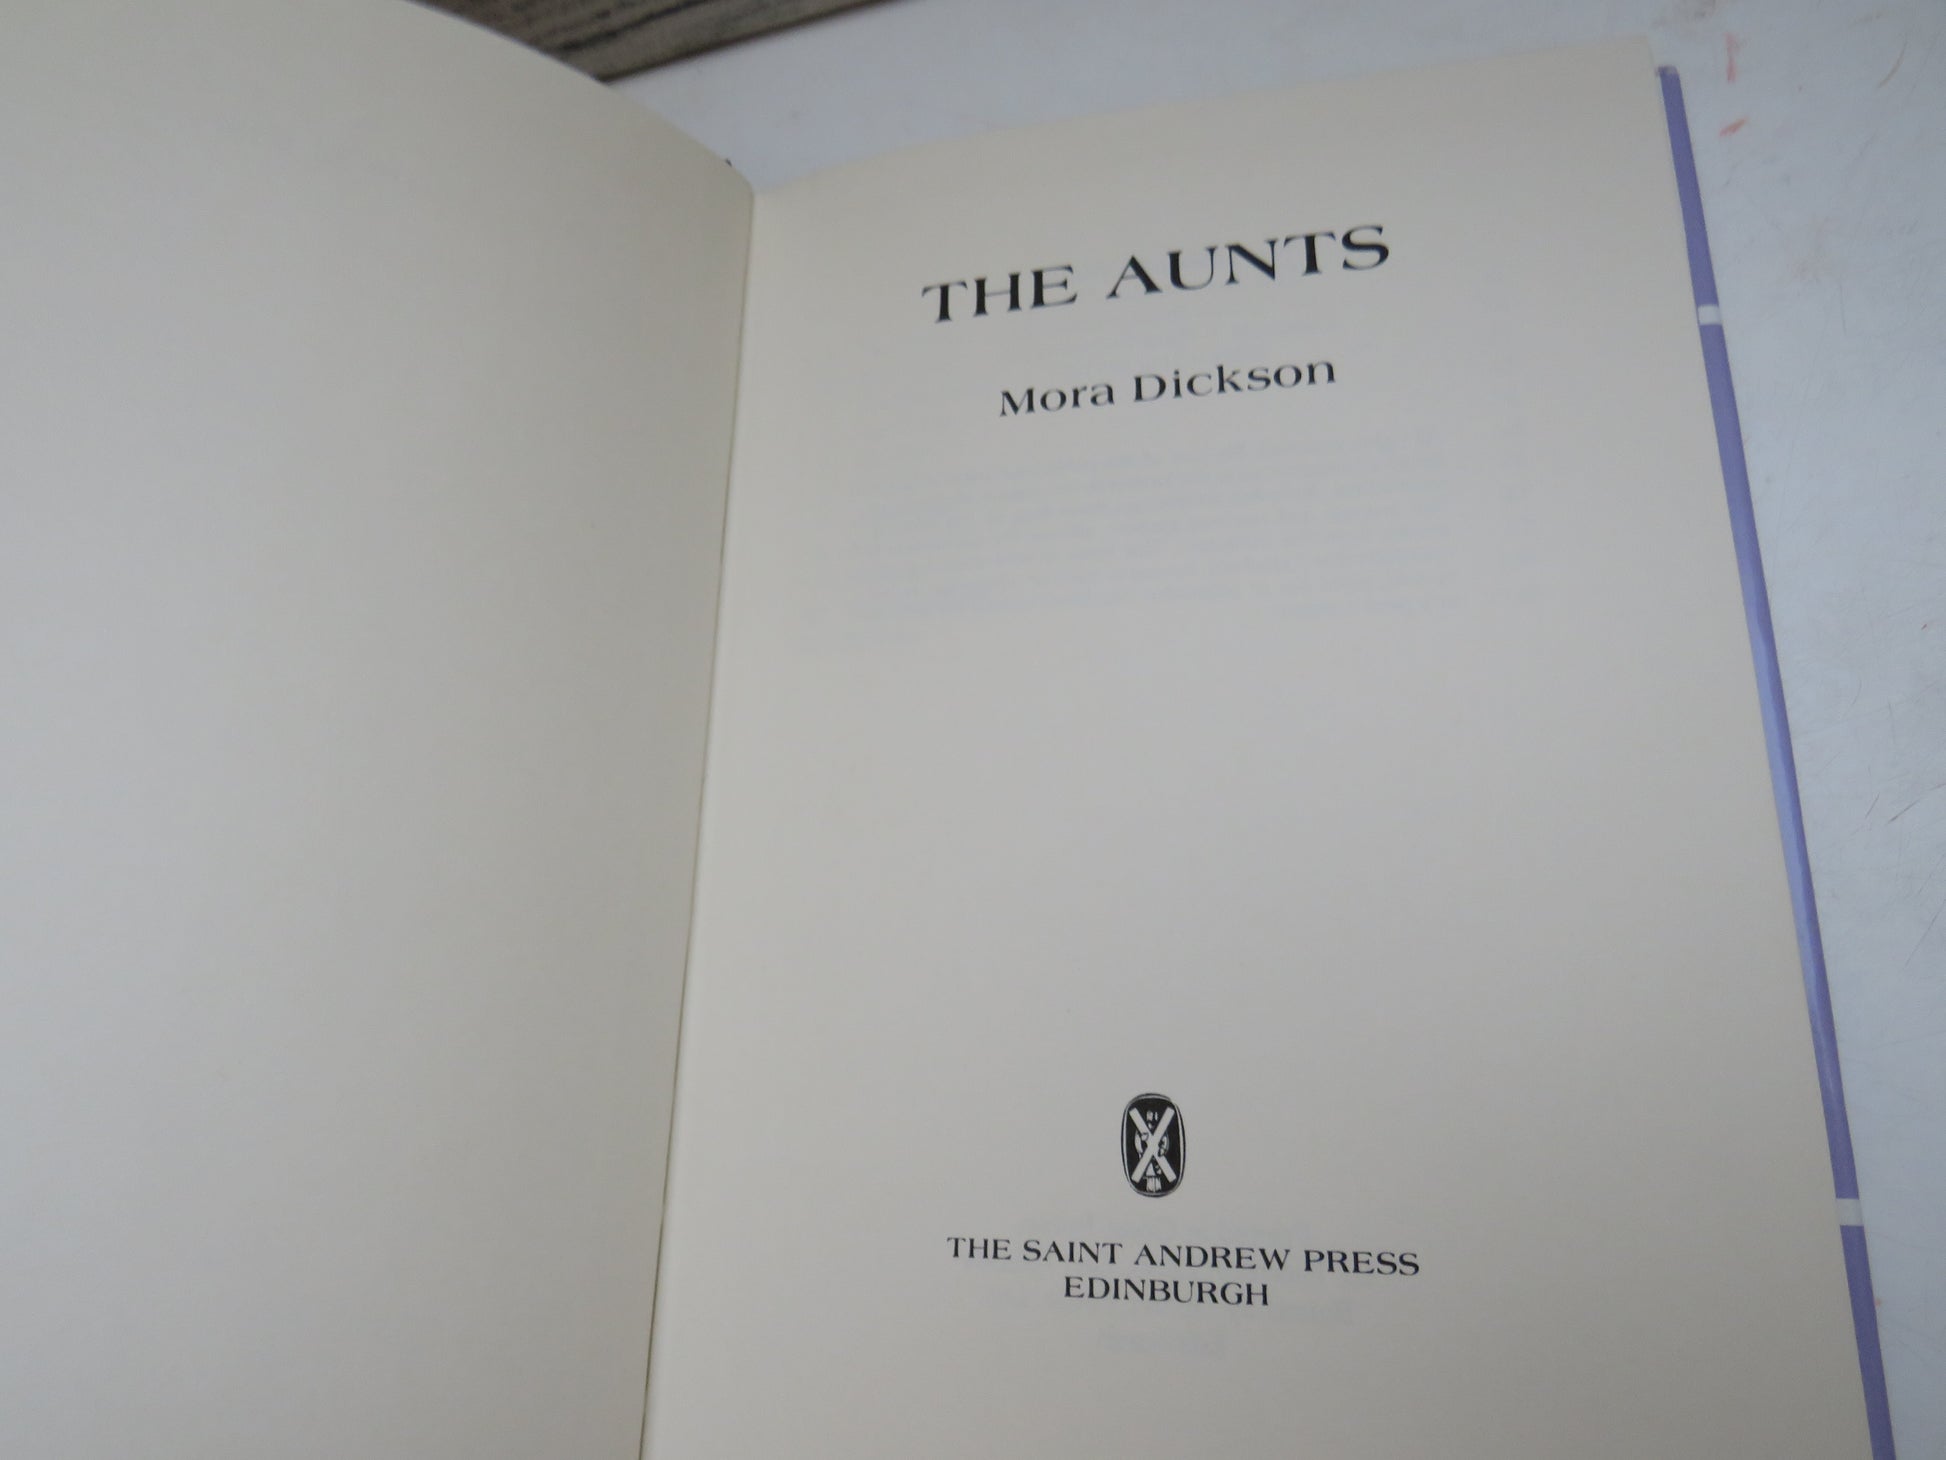 THE AUNTS
Mora Dickson
THE SAINT ANDREW PRESS
EDINBURGH